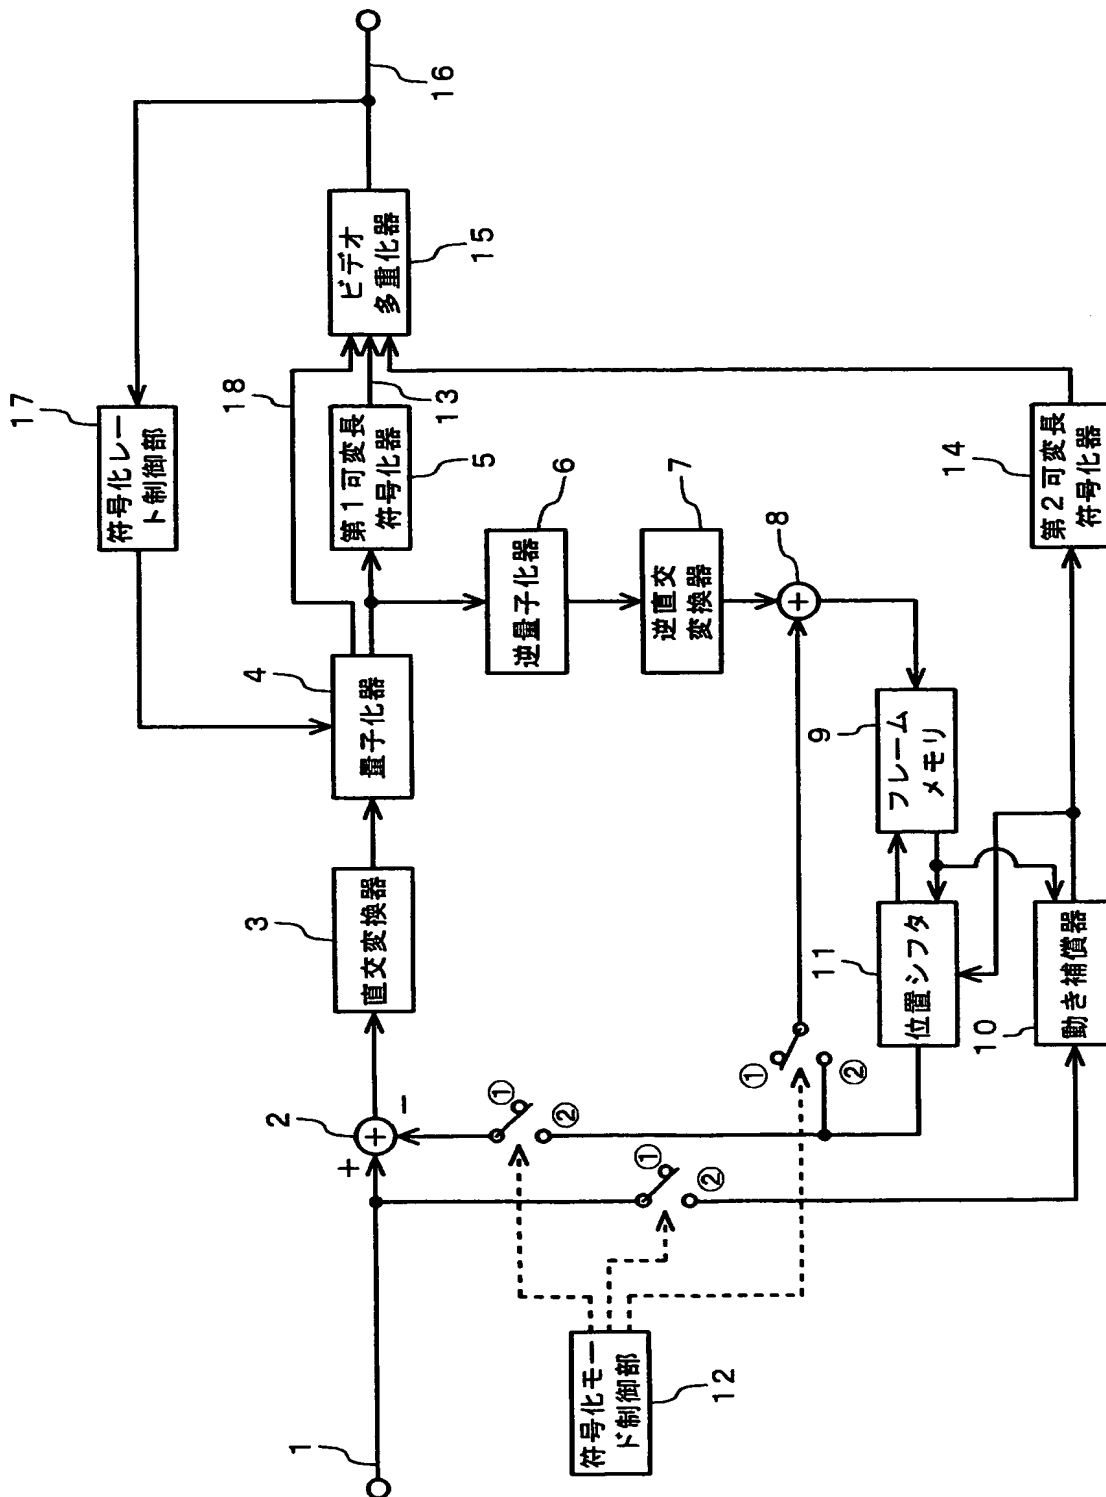 1
2
+
+
−
3
直交変換器
4
量子化器
17
符号化レー
ト制御部
18
第1可変長
符号化器
5
13
ビデオ
多重化器
15
16
6
逆量子化器
7
逆直交
変換器
8
+
9
フレーム
メモリ
11
位置シフタ
10
動き補償器
14
第2可変長
符号化器
①
②
①
②
①
②
符号化モー
ド制御部
12